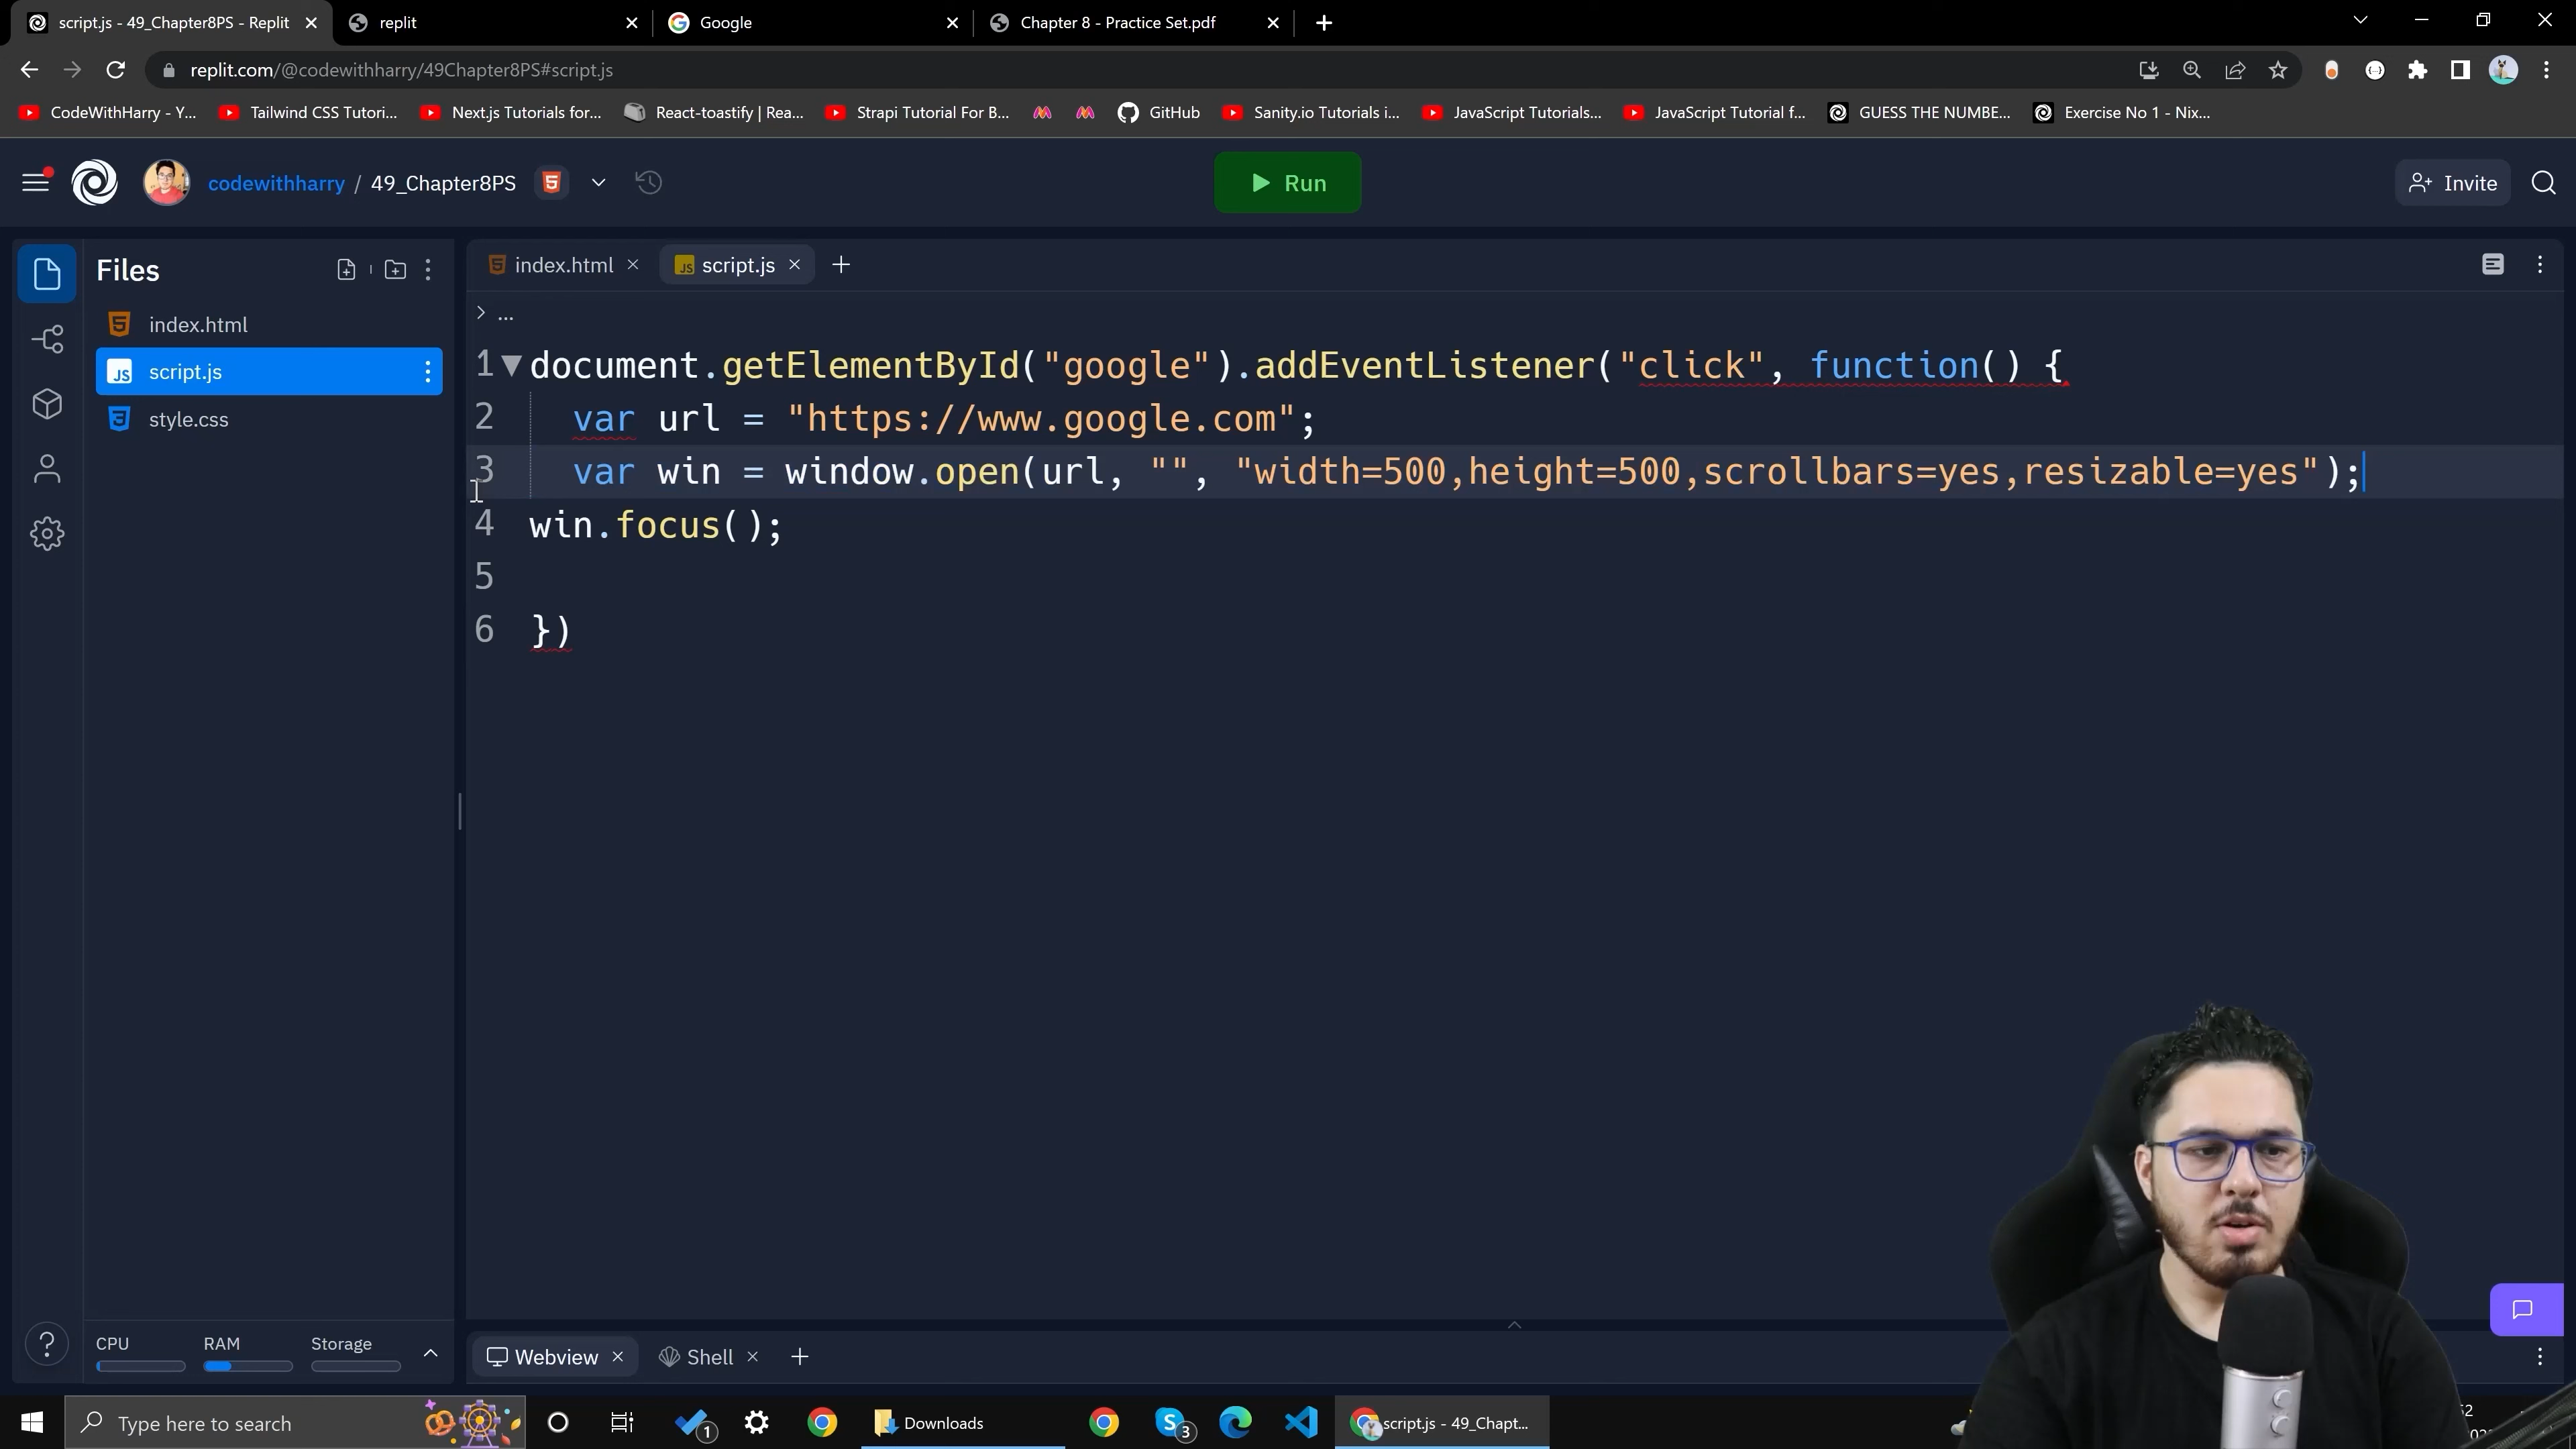 script.js - 49_Chapter8PS - Replit
replit
Google
Chapter 8 - Practice Set.pdf
replit.com/@codewithharry/49Chapter8PS#script.js
CodeWithHarry - Y...
Tailwind CSS Tutori...
Next.js Tutorials for...
React-toastify | Rea...
Strapi Tutorial For B...
GitHub
Sanity.io Tutorials i...
JavaScript Tutorials...
JavaScript Tutorial f...
GUESS THE NUMBE...
Exercise No 1 - Nix...
codewithharry / 49_Chapter8PS
Run
Invite
Files
index.html
script.js
style.css
index.html
script.js
...
1 document.getElementById("google").addEventListener("click", function() {
2 var url = "https://www.google.com";
3 var win = window.open(url, "", "width=500,height=500,scrollbars=yes,resizable=yes");
4 win.focus();
5
6 })
CPU
RAM
Storage
Webview
Shell
Type here to search
1
Downloads
3
script.js - 49_Chapt...